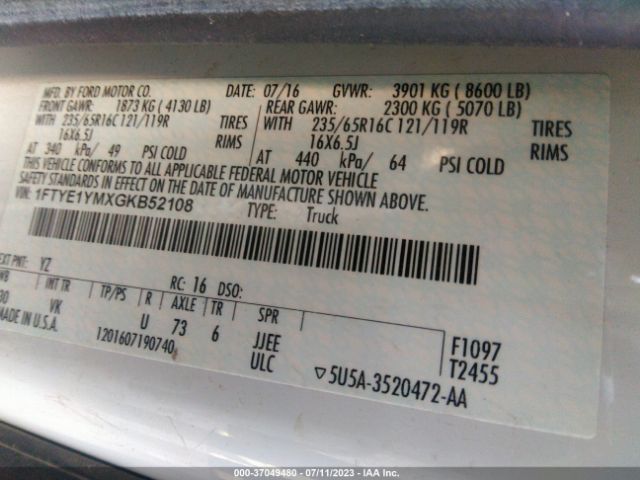 MFD. BY FORD MOTOR CO.
DATE: 07/16 GVWR: 3901 KG ( 8600 LB)
FRONT GAWR: 1873 KG ( 4130 LB)
REAR GAWR: 2300 KG ( 5070 LB)
WITH 235/65R16C 121/119R TIRES
WITH 235/65R16C 121/119R TIRES
16X6.5J RIMS
16X6.5J RIMS
AT 340 kPa/ 49 PSI COLD
AT 440 kPa/ 64 PSI COLD
THIS VEHICLE CONFORMS TO ALL APPLICABLE FEDERAL MOTOR VEHICLE
SAFETY STANDARDS IN EFFECT ON THE DATE OF MANUFACTURE SHOWN ABOVE.
VIN: 1FTYE1YMXGKB52108
TYPE: Truck
EXT PNT: YZ RC: 16 DSO:
WB INT TR TP/PS R AXLE TR SPR
30 VK U 73 6 JJEE F1097
MADE IN U.S.A. 1201607190740 ULC T2455
▽5U5A-3520472-AA
000-37049480 - 07/11/2023 - IAA Inc.